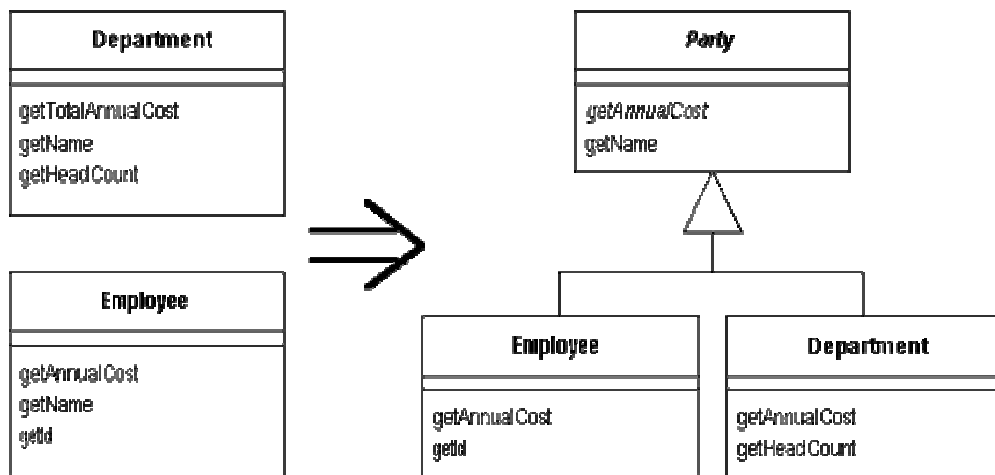 Department
getTotalAnnualCost
getName
getHeadCount
Employee
getAnnualCost
getName
getId
Party
getAnnualCost
getName
Employee
getAnnualCost
getId
Department
getAnnualCost
getHeadCount